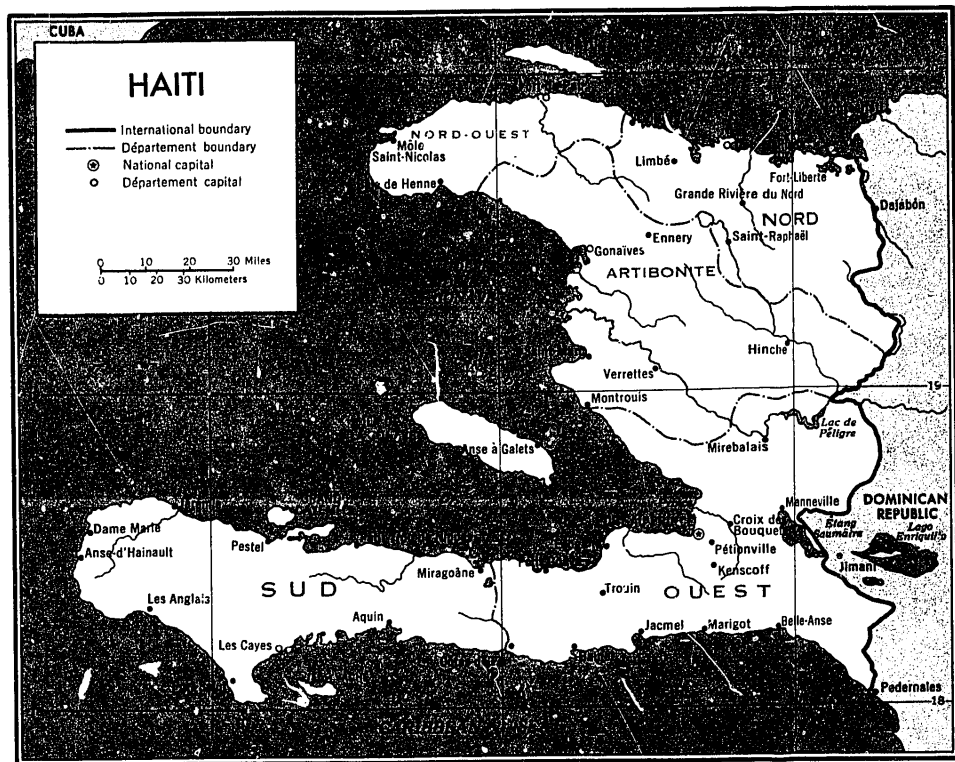 CUBA
HAITI
International boundary
Département boundary
National capital
Département capital
0 10 20 30 Miles
0 10 20 30 Kilometers
NORD-OUEST
Môle
Saint-Nicolas
de Henne
Limbé
Fort-Liberté
Grande Rivière du Nord
Dajabón
NORD
Ennery
Saint-Raphaël
Gonaïves
ARTIBONITE
Hinche
Verrettes
19
Montrouis
Lac de
Péligre
Mirebalais
Anse à Galets
Manneville
DOMINICAN
REPUBLIC
Croix de
Bouquet
Etang
Saumâtre
Lago
Enriquillo
Dame Marie
Pestel
Pétionville
Anse-d'Hainault
Jimaní
Miragoâne
Kenscoff
SUD
Trouin
OUEST
Les Anglais
Aquin
Jacmel
Marigot
Belle-Anse
Les Cayes
Pedernales
18